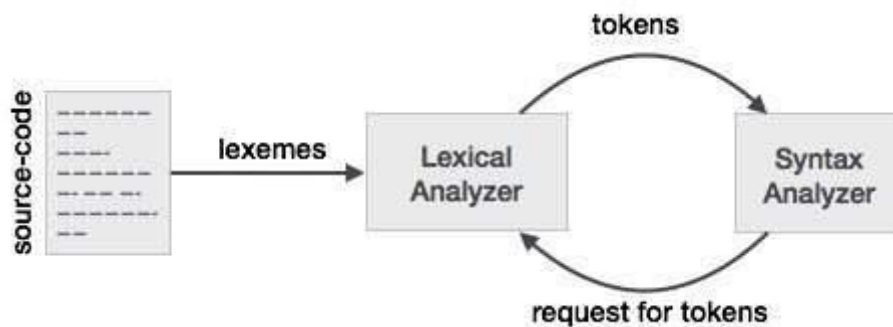 tokens
source-code
lexemes
Lexical
Analyzer
Syntax
Analyzer
request for tokens